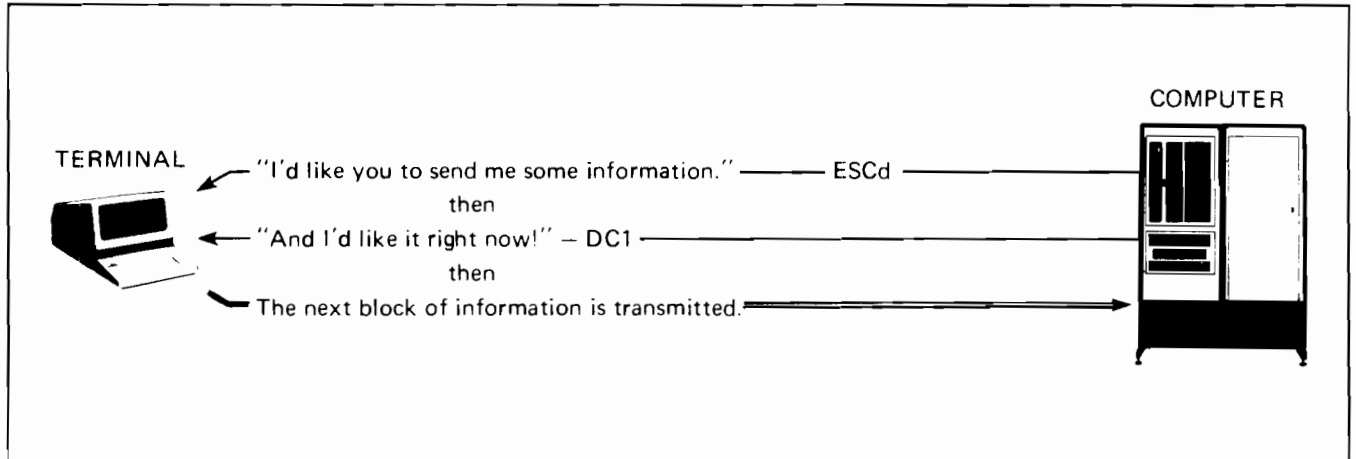 COMPUTER
TERMINAL
"I'd like you to send me some information." ESCd
then
"And I'd like it right now!" – DC1
then
The next block of information is transmitted.